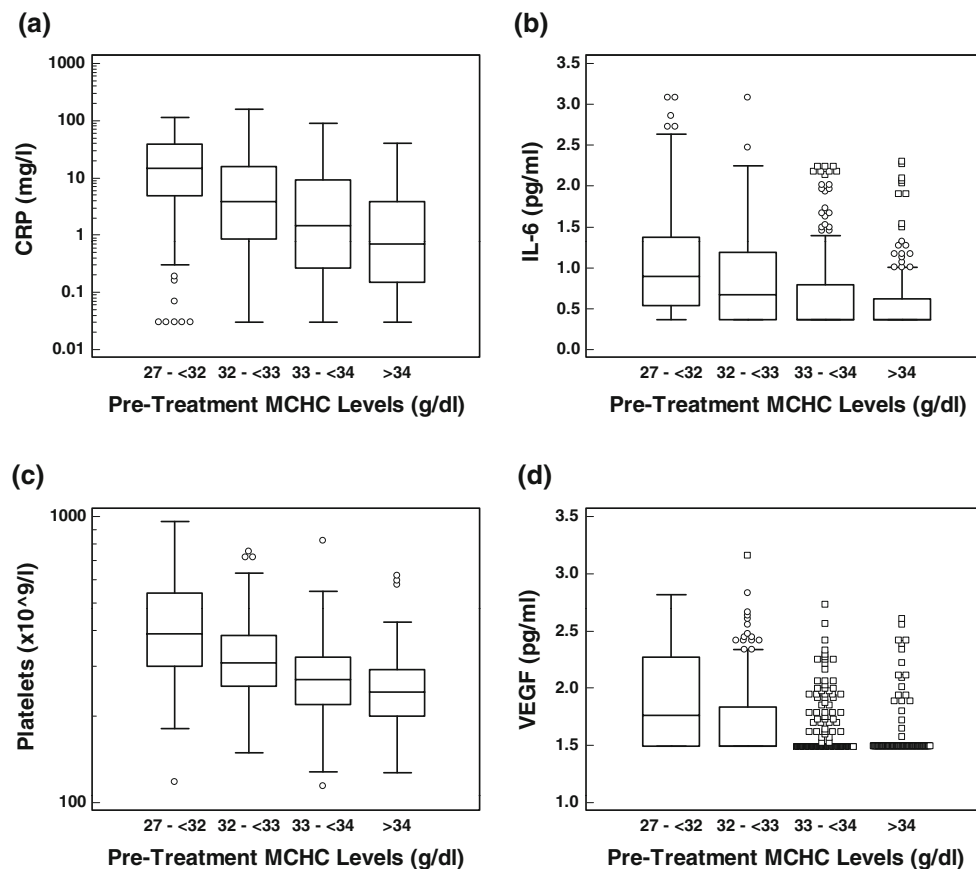 (a)
1000
100
10
1
0.1
0.01
CRP (mg/l)
27 - <32 32 - <33 33 - <34 >34
Pre-Treatment MCHC Levels (g/dl)
(b)
3.5
3.0
2.5
2.0
1.5
1.0
0.5
0.0
IL-6 (pg/ml)
27 - <32 32 - <33 33 - <34 >34
Pre-Treatment MCHC Levels (g/dl)
(c)
1000
100
Platelets (x10^9/l)
27 - <32 32 - <33 33 - <34 >34
Pre-Treatment MCHC Levels (g/dl)
(d)
3.5
3.0
2.5
2.0
1.5
1.0
VEGF (pg/ml)
27 - <32 32 - <33 33 - <34 >34
Pre-Treatment MCHC Levels (g/dl)